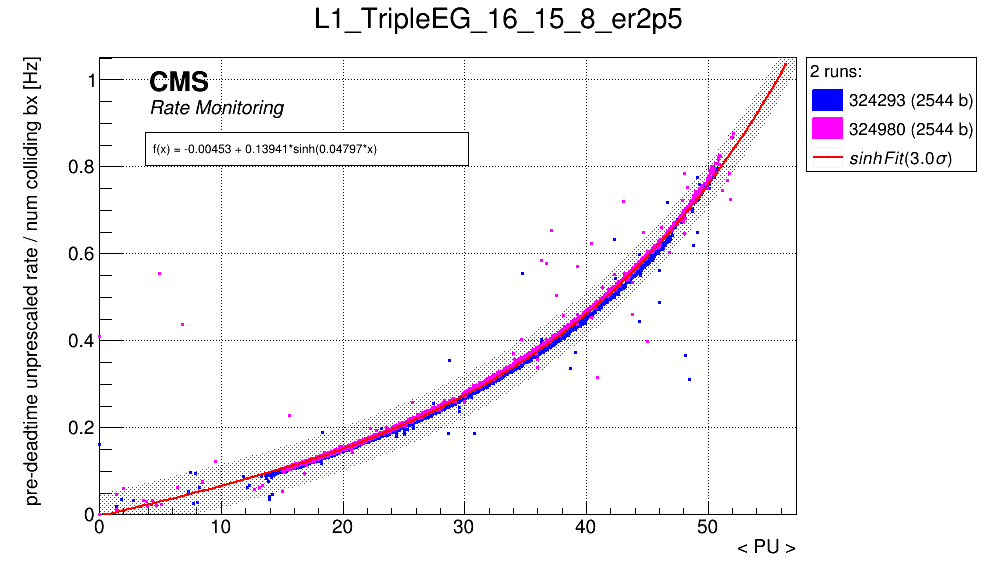 L1_TripleEG_16_15_8_er2p5
pre-deadtime unprescaled rate / num colliding bx [Hz]
CMS
Rate Monitoring
f(x) = -0.00453 + 0.13941*sinh(0.04797*x)
1
0.8
0.6
0.4
0.2
0
0 10 20 30 40 50
< PU >
2 runs:
324293 (2544 b)
324980 (2544 b)
sinhFit(3.0σ)